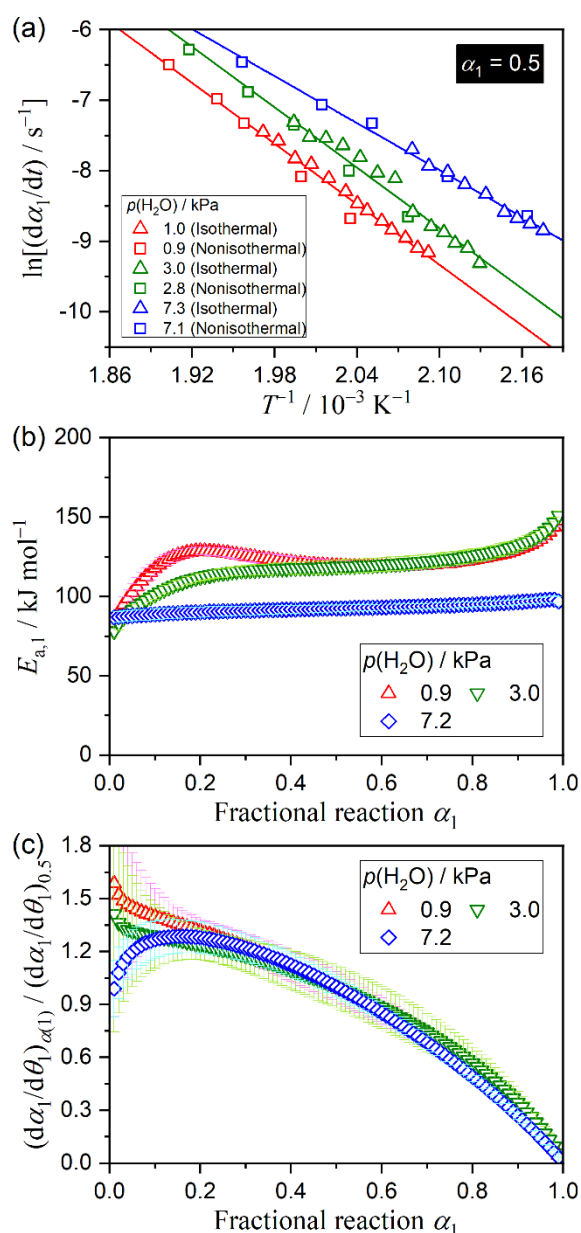 (a)
-6
-7
-8
-9
-10
ln[(dα₁/dt) / s⁻¹]
α₁ = 0.5
p(H₂O) / kPa
1.0 (Isothermal)
0.9 (Nonisothermal)
3.0 (Isothermal)
2.8 (Nonisothermal)
7.3 (Isothermal)
7.1 (Nonisothermal)
1.86 1.92 1.98 2.04 2.10 2.16
T⁻¹ / 10⁻³ K⁻¹
(b)
200
150
100
50
0
Eₐ,₁ / kJ mol⁻¹
p(H₂O) / kPa
0.9 3.0
7.2
0.0 0.2 0.4 0.6 0.8 1.0
Fractional reaction α₁
(c)
1.8
1.5
1.2
0.9
0.6
0.3
0.0
(dα₁/dθ₁)α(1) / (dα₁/dθ₁)₀.₅
p(H₂O) / kPa
0.9 3.0
7.2
0.0 0.2 0.4 0.6 0.8 1.0
Fractional reaction α₁